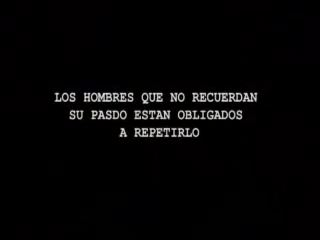 LOS HOMBRES QUE NO RECUERDAN
SU PASDO ESTAN OBLIGADOS
A REPETIRLO